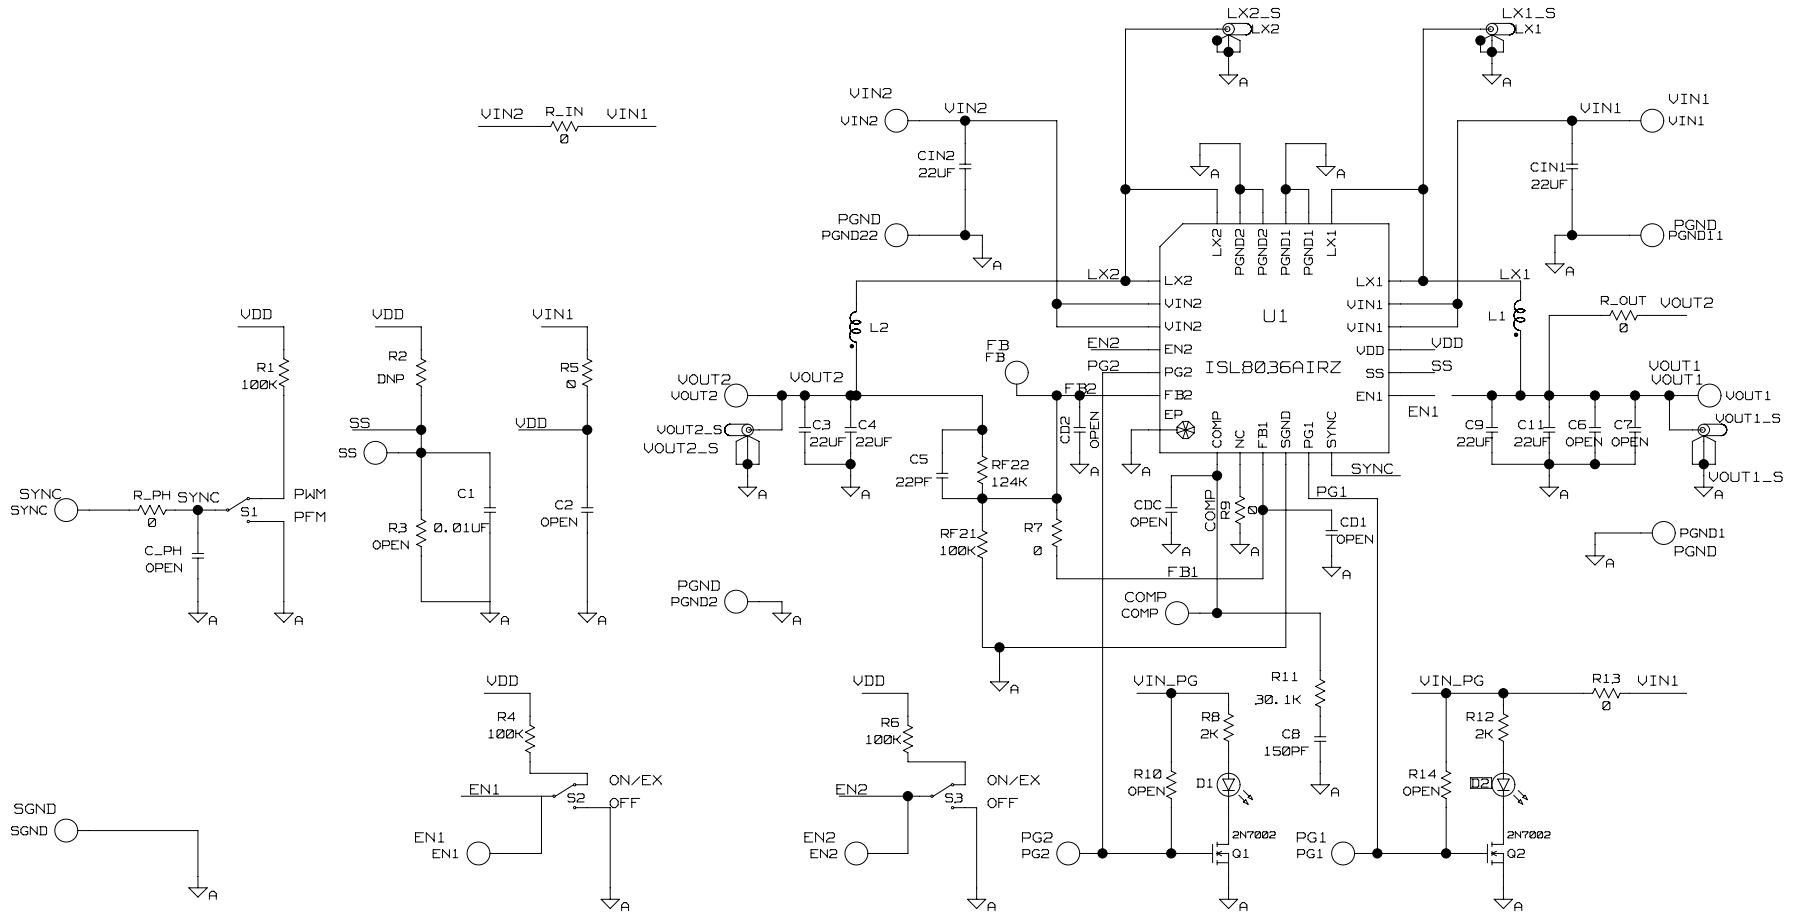 LX2_S
LX2
A
LX1_S
LX1
A
VIN2
VIN2
VIN2
CIN2
22UF
PGND
PGND22
A
VIN2 R_IN VIN1
0
A
A
VIN1
VIN1
VIN1
CIN1
22UF
PGND
PGND11
A
LX2
PGND2
PGND2
PGND1
PGND1
LX1
LX2
LX2
VIN2
VIN2
EN2
EN2
PG2
PG2
FB2
FB2
EP
A
U1
ISL8036AIRZ
LX1
LX1
VIN1
VIN1
VDD
VDD
SS
SS
EN1
EN1
COMP
NC
FB1
SGND
PG1
SYNC
SYNC
L1
R_OUT
0
VOUT2
VOUT1
VOUT1
VOUT1
VOUT1_S
VOUT1_S
A
C9
22UF
C11
22UF
C6
OPEN
C7
OPEN
A
PGND1
PGND
A
L2
VOUT2
VOUT2
VOUT2
VOUT2_S
VOUT2_S
A
C3
22UF
C4
22UF
A
FB
FB
CD2
OPEN
A
C5
22PF
RF22
124K
RF21
100K
R7
0
FB1
A
CDC
OPEN
A
COMP
R9
0
A
CD1
OPEN
A
PG1
COMP
COMP
R11
30.1K
C8
150PF
A
PGND
PGND2
A
VDD
R1
100K
SYNC
SYNC
R_PH
0
SYNC
S1
PWM
PFM
C_PH
OPEN
A
A
VDD
R2
DNP
SS
SS
R3
OPEN
C1
0.01UF
A
VIN1
R5
0
VDD
C2
OPEN
A
SGND
SGND
A
VDD
R4
100K
EN1
S2
ON/EX
OFF
EN1
EN1
A
VDD
R6
100K
EN2
S3
ON/EX
OFF
EN2
EN2
A
VIN_PG
R8
2K
R10
OPEN
D1
PG2
PG2
2N7002
Q1
A
VIN_PG
R13
0
VIN1
R12
2K
R14
OPEN
D2
PG1
PG1
2N7002
Q2
A